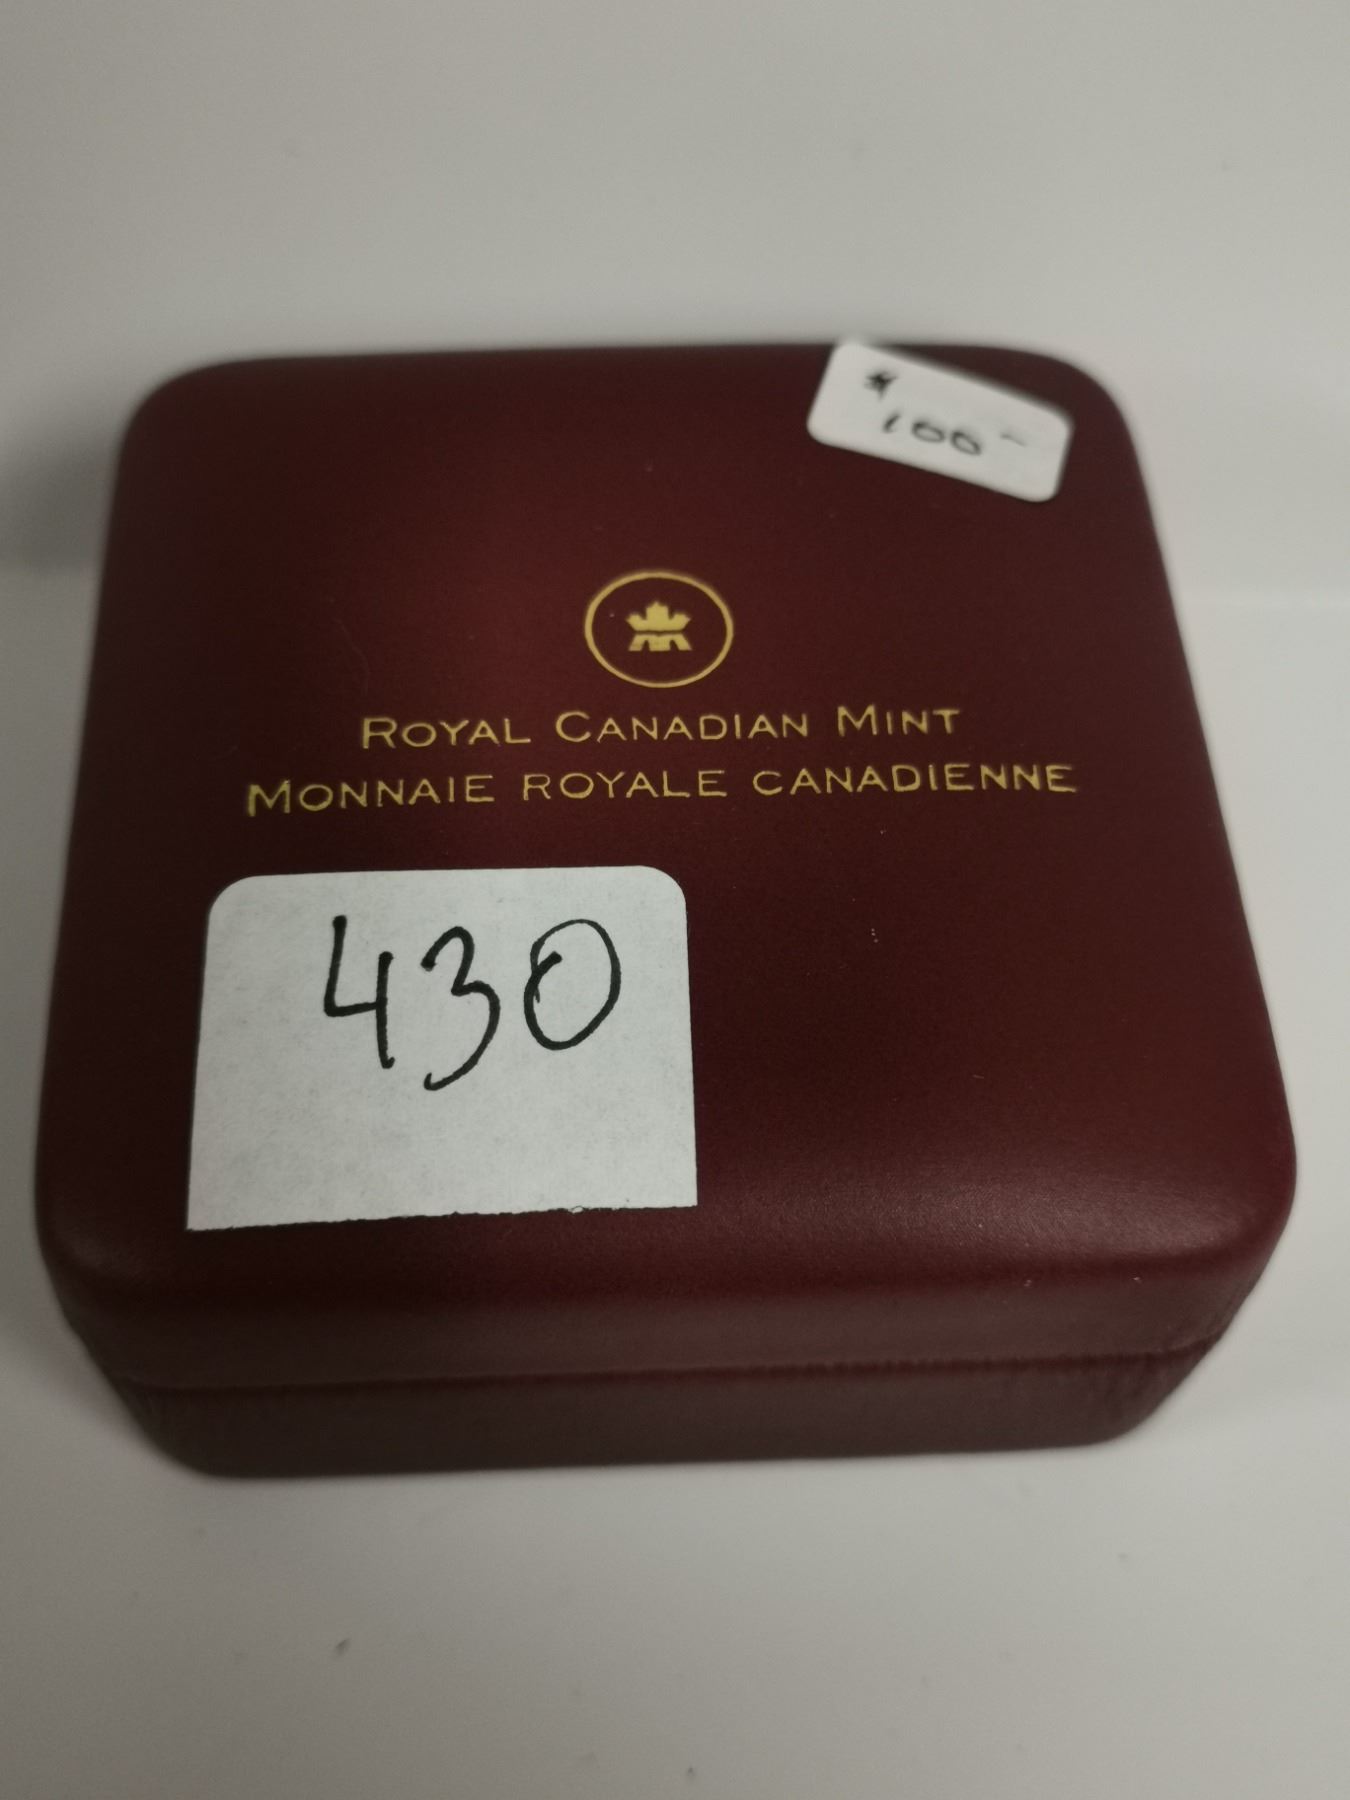 $
100-
ROYAL CANADIAN MINT
MONNAIE ROYALE CANADIENNE
430